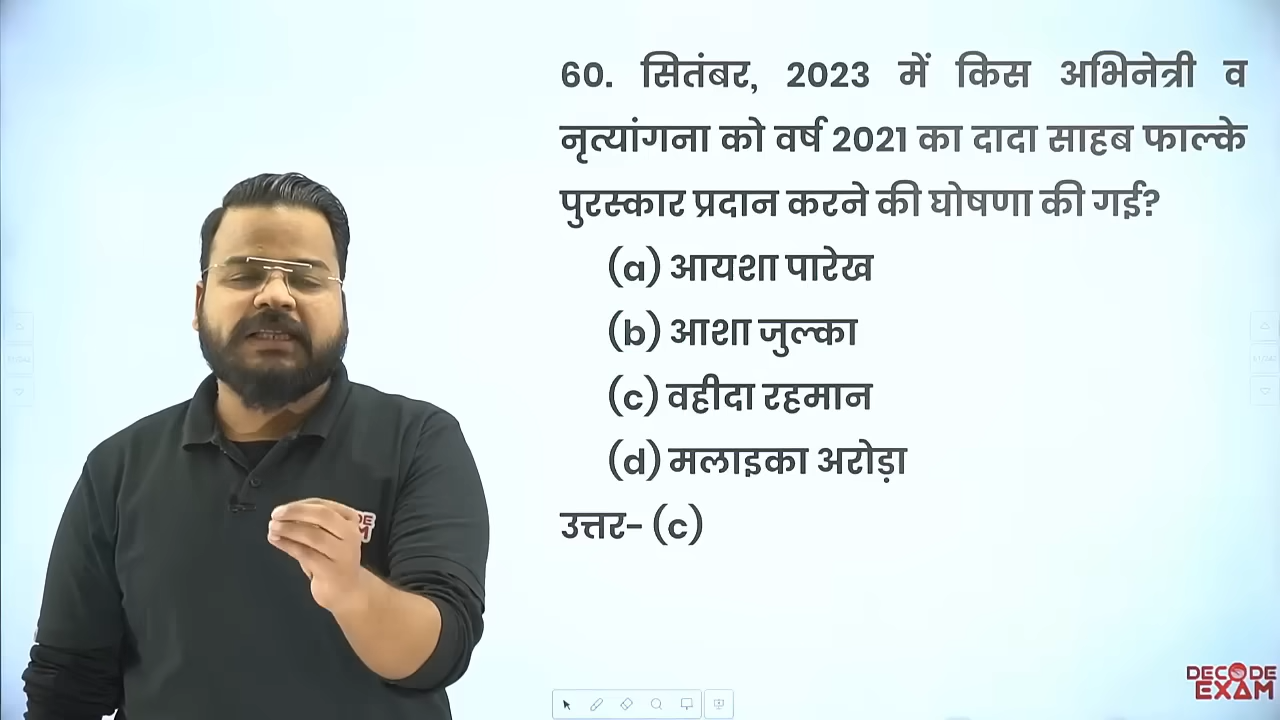 60. सितंबर, 2023 में किस अभिनेत्री व
नृत्यांगना को वर्ष 2021 का दादा साहब फाल्के
पुरस्कार प्रदान करने की घोषणा की गई?
(a) आयशा पारेख
(b) आशा जुल्का
(c) वहीदा रहमान
(d) मलाइका अरोड़ा
उत्तर- (c)
DECODE
EXAM